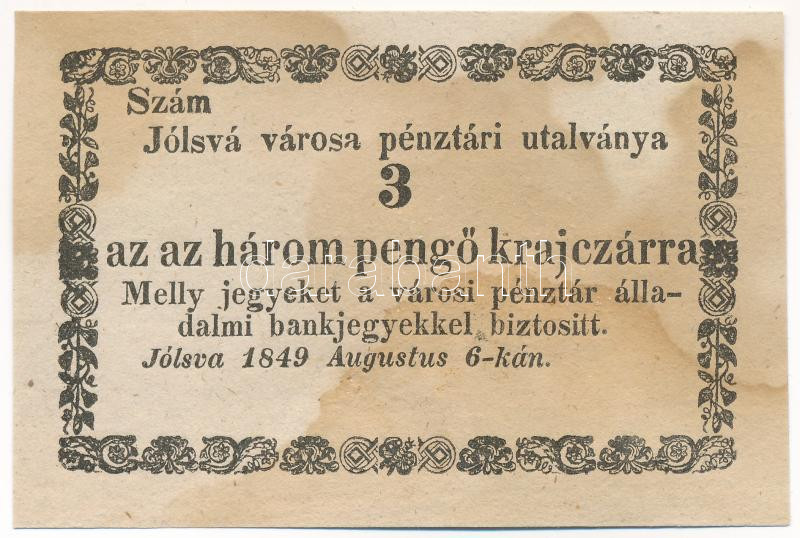 Szám
Jólsvá városa pénztári utalványa
3
az az három pengő krajczárra
Melly jegyeket a városi pénztár álla-
dalmi bankjegyekkel biztositt.
Jólsva 1849 Augustus 6-kán.
darabanth